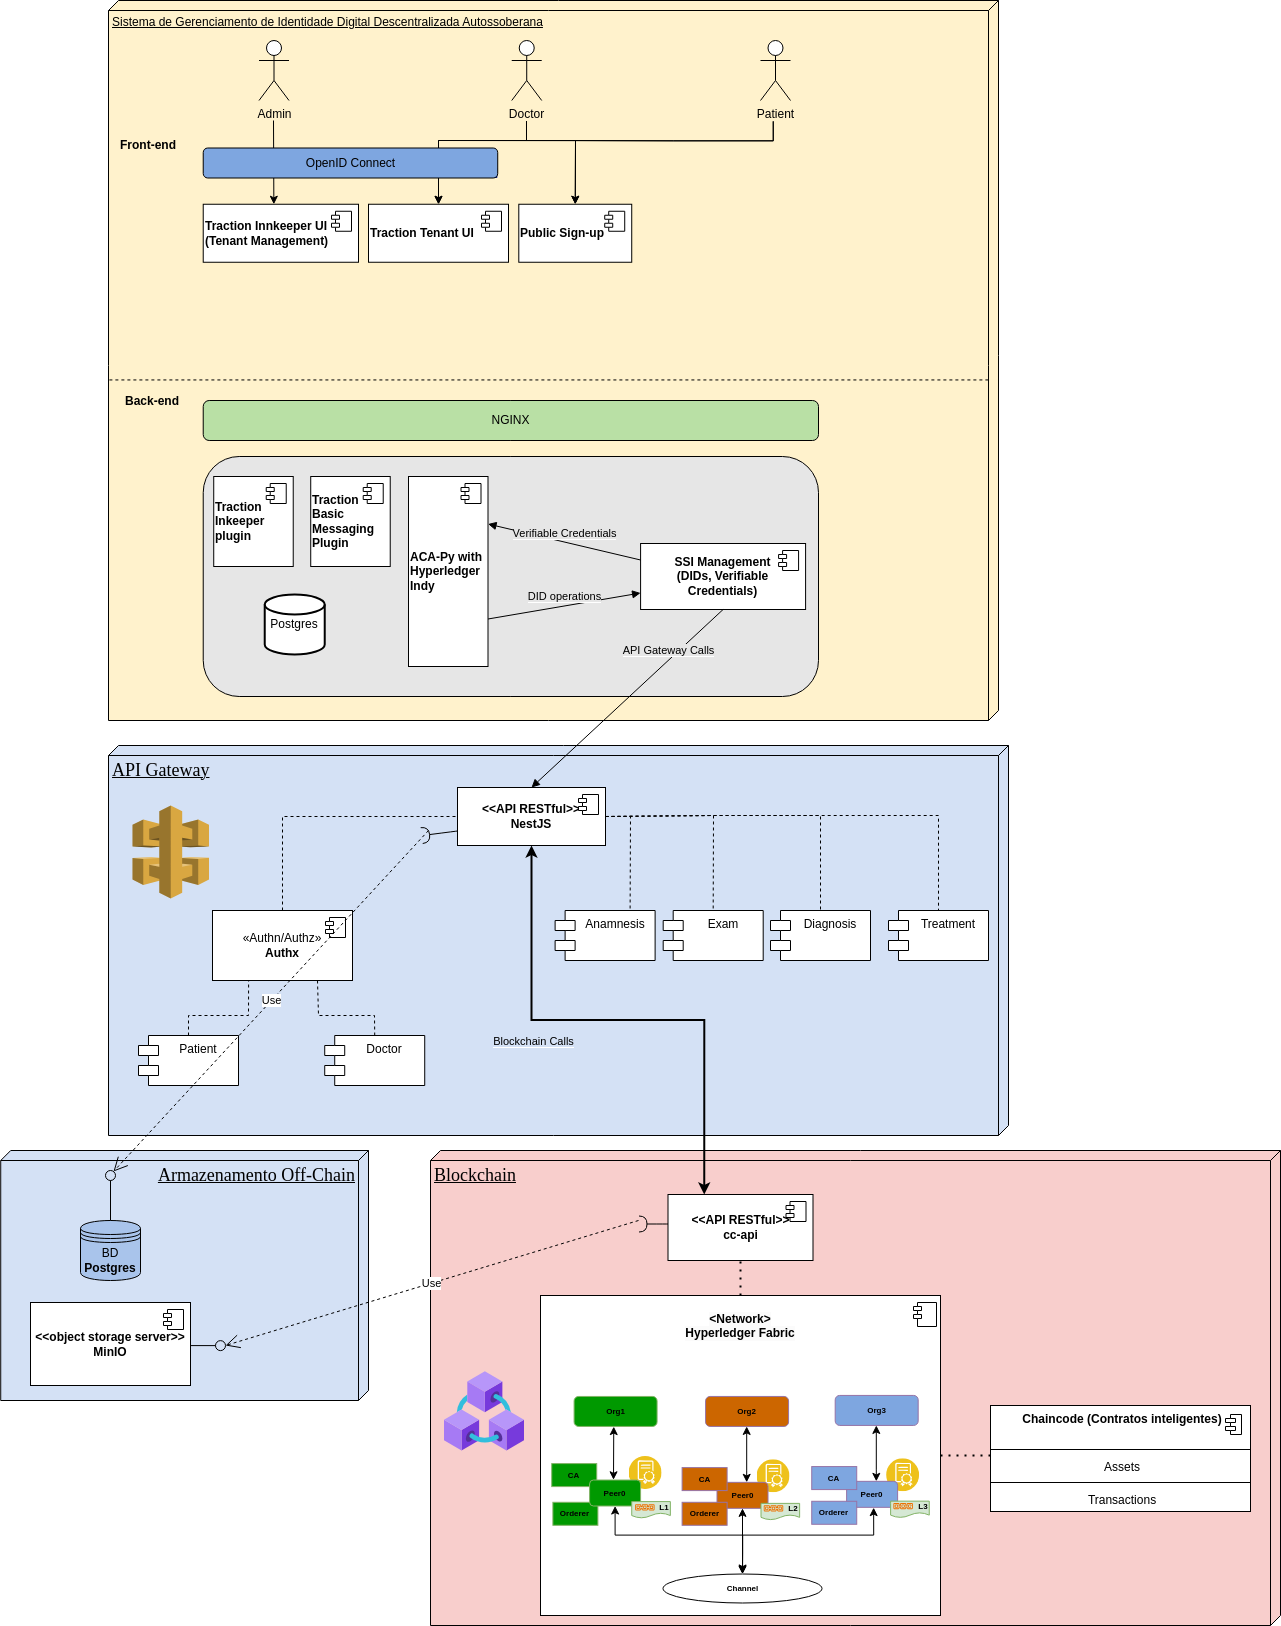 Sistema de Gerenciamento de Identidade Digital Descentralizada Autossoberana
Admin
Doctor
Patient
Front-end
OpenID Connect
Traction Innkeeper UI
(Tenant Management)
Traction Tenant UI
Public Sign-up
Back-end
NGINX
Traction
Inkeeper
plugin
Traction
Basic
Messaging
Plugin
ACA-Py with
Hyperledger
Indy
Verifiable Credentials
SSI Management
(DIDs, Verifiable
Credentials)
DID operations
Postgres
API Gateway Calls
API Gateway
<<API RESTful>>
NestJS
«Authn/Authz»
Authx
Anamnesis
Exam
Diagnosis
Treatment
Use
Patient
Doctor
Blockchain Calls
Armazenamento Off-Chain
BD
Postgres
<<object storage server>>
MinIO
Use
Blockchain
<<API RESTful>>
cc-api
<Network>
Hyperledger Fabric
Org1
Org2
Org3
CA
Peer0
Orderer
L1
CA
Peer0
Orderer
L2
CA
Peer0
Orderer
L3
Channel
Chaincode (Contratos inteligentes)
Assets
Transactions